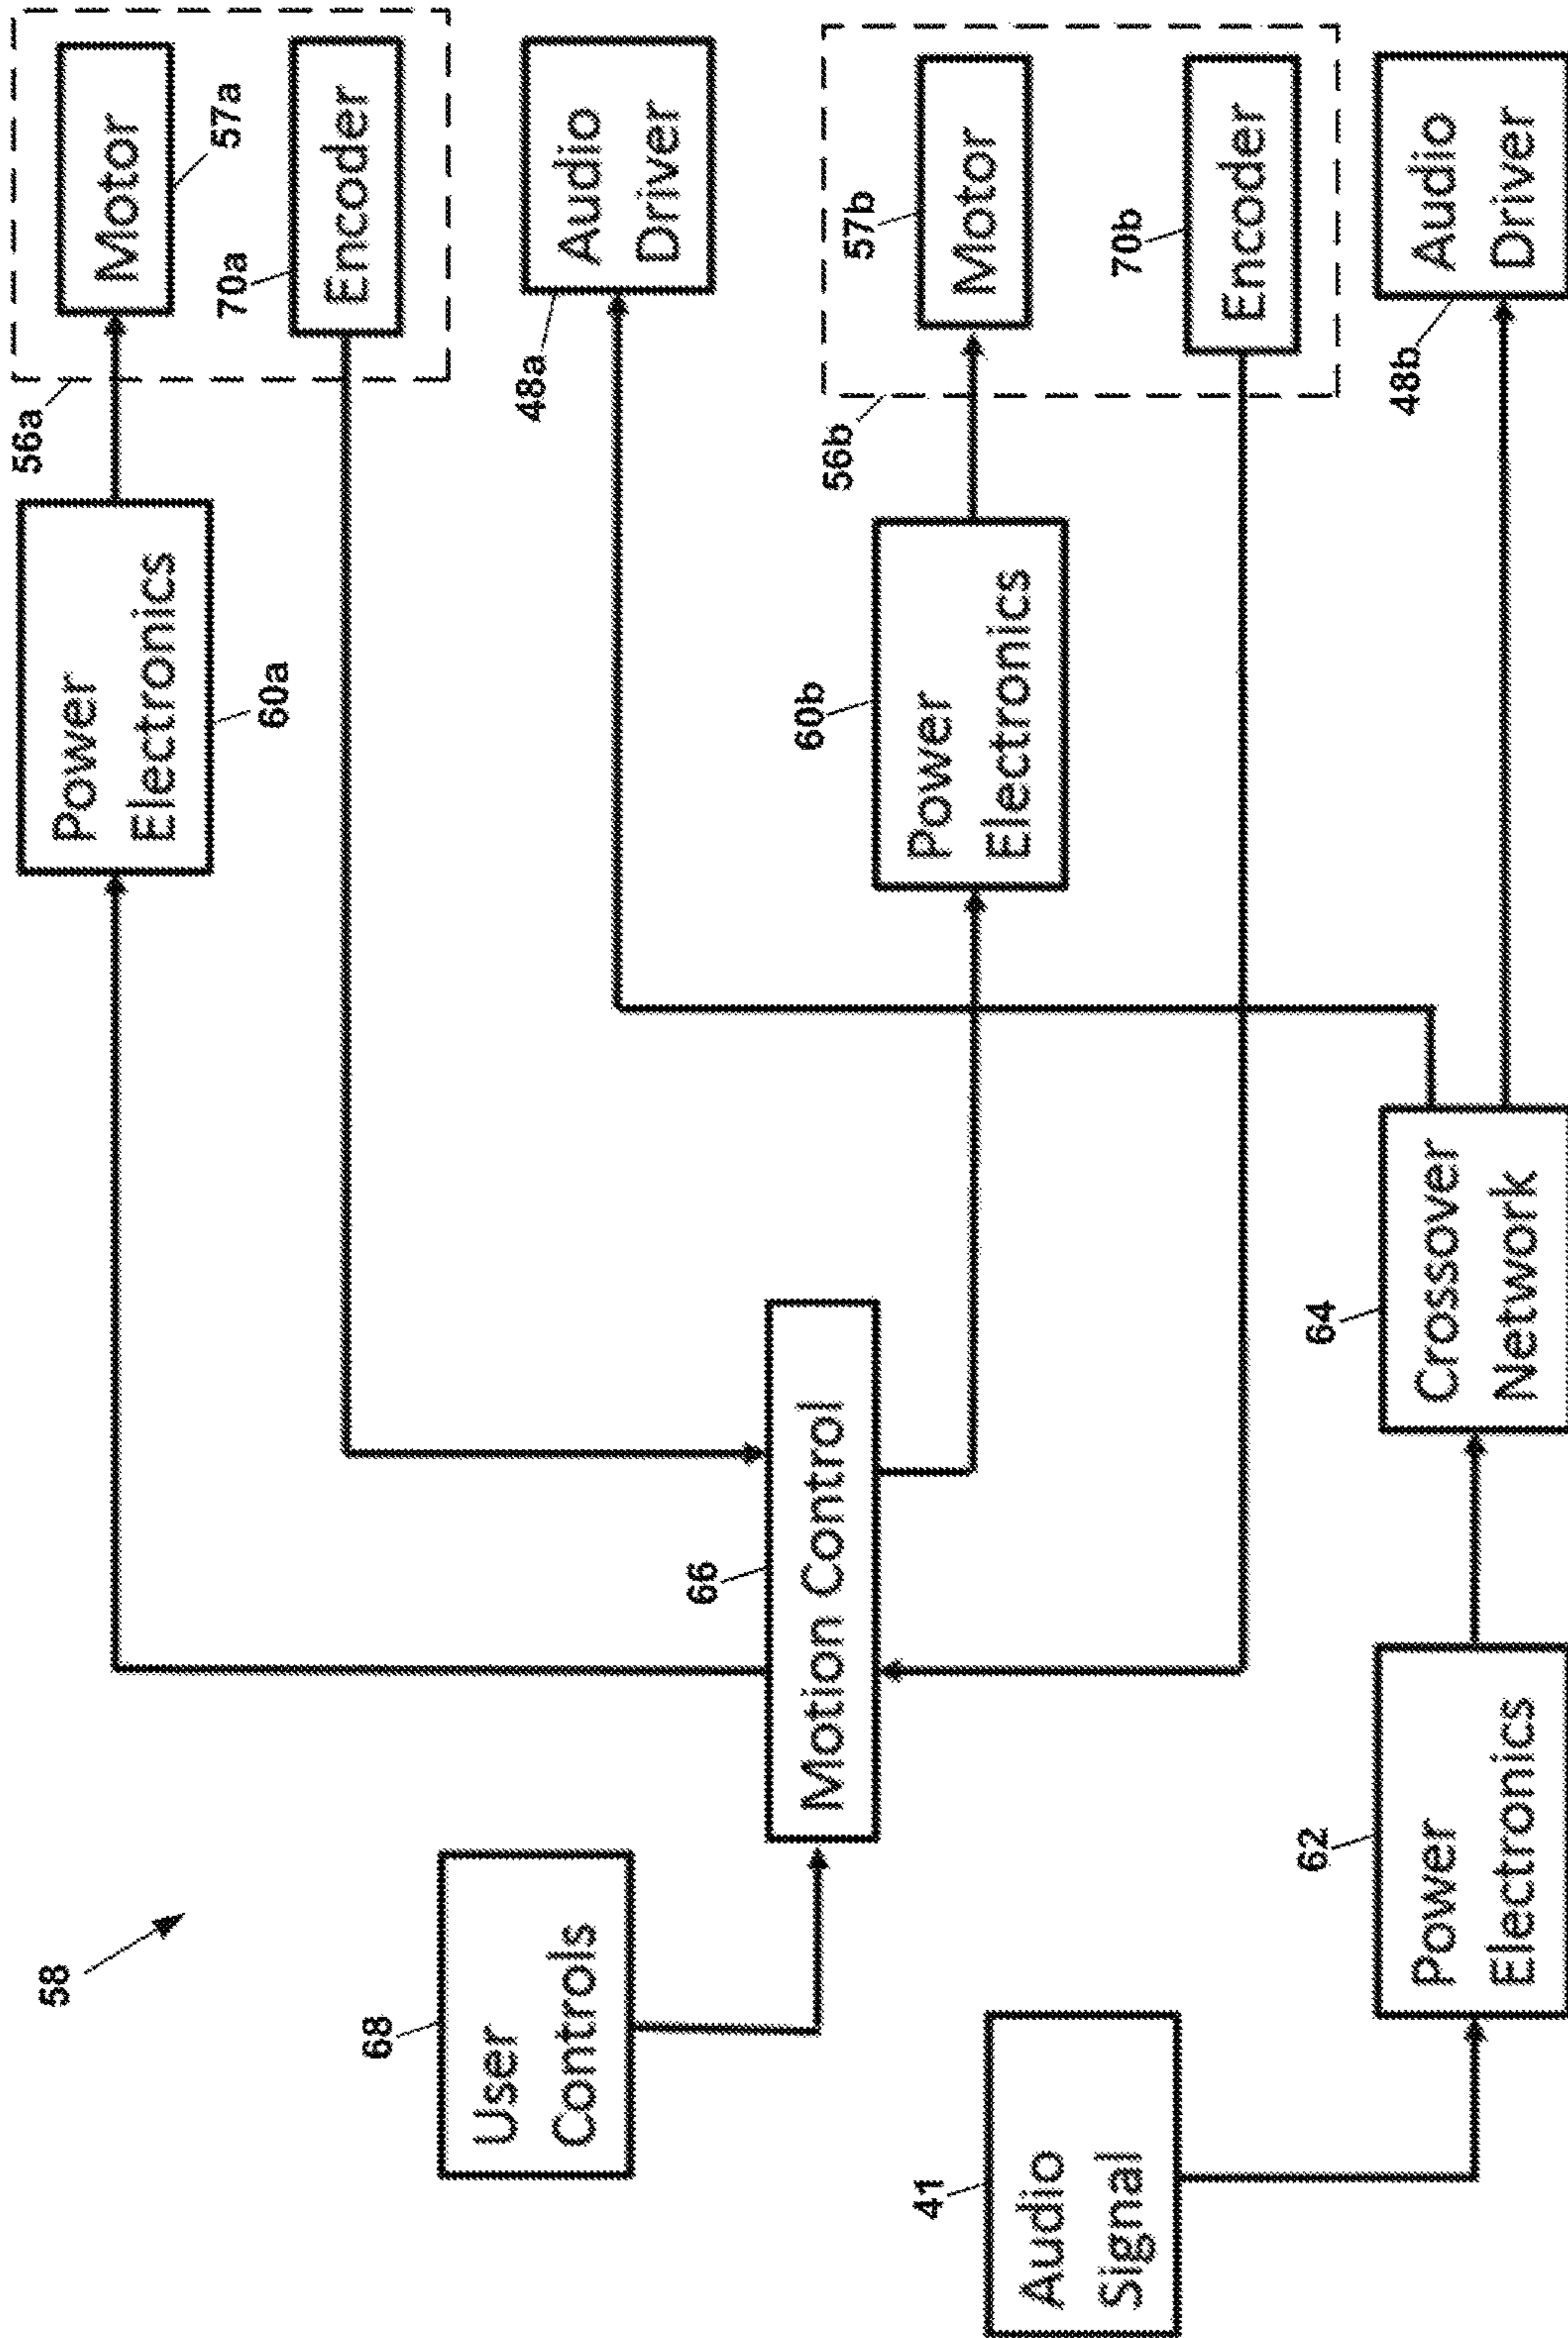 58
68
User
Controls
41
Audio
Signal
66
Motion Control
62
Power
Electronics
64
Crossover
Network
Power
Electronics
60a
56a
Motor
57a
70a
Encoder
48a
Audio
Driver
60b
Power
Electronics
56b
57b
Motor
70b
Encoder
48b
Audio
Driver